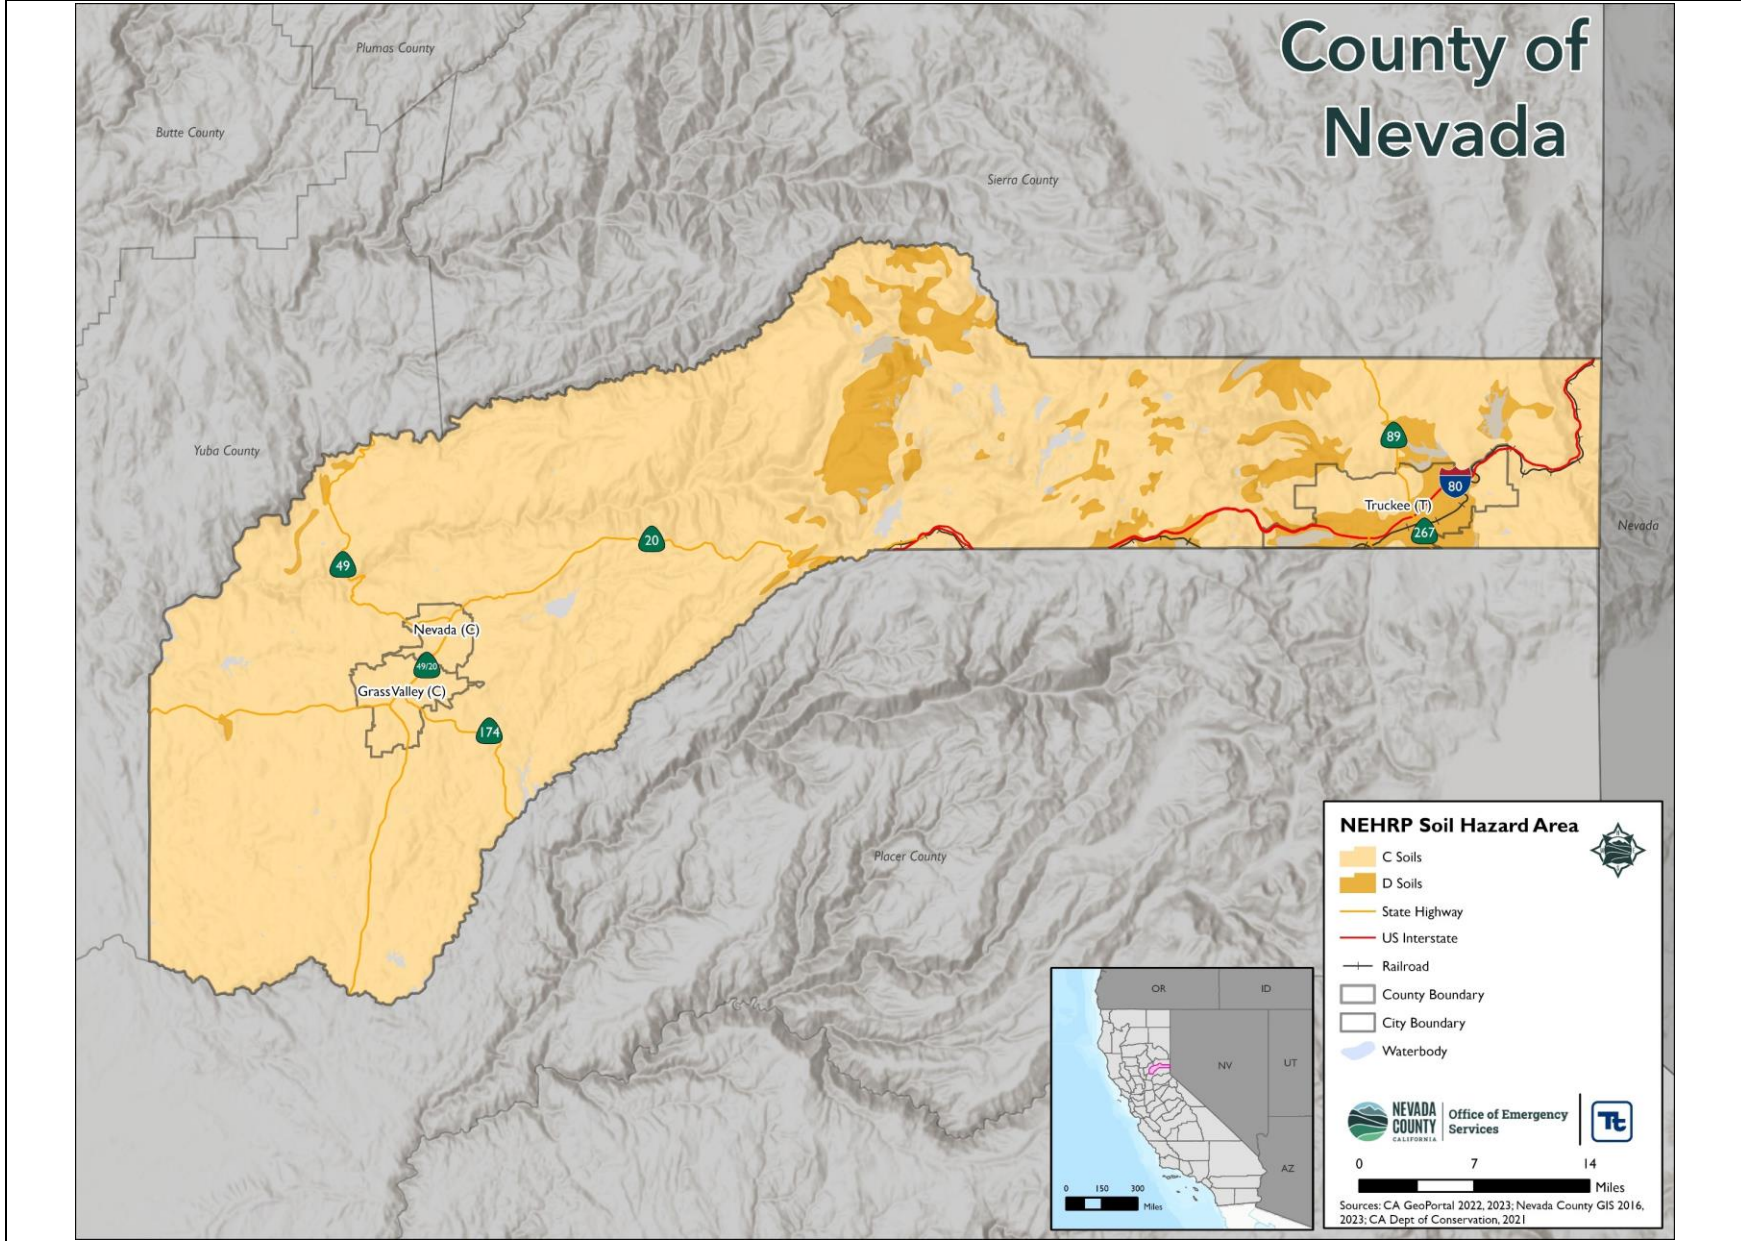 County of
Nevada
Plumas County
Butte County
Sierra County
Yuba County
89
80
Truckee (T)
267
Nevada
20
49
Nevada (C)
49/20
Grass Valley (C)
174
Placer County
NEHRP Soil Hazard Area
C Soils
D Soils
State Highway
US Interstate
Railroad
County Boundary
City Boundary
Waterbody
NEVADA
COUNTY
CALIFORNIA
Office of Emergency
Services
Tt
0 7 14
Miles
Sources: CA GeoPortal 2022, 2023; Nevada County GIS 2016,
2023; CA Dept of Conservation, 2021
OR ID
NV UT
AZ
0 150 300
Miles